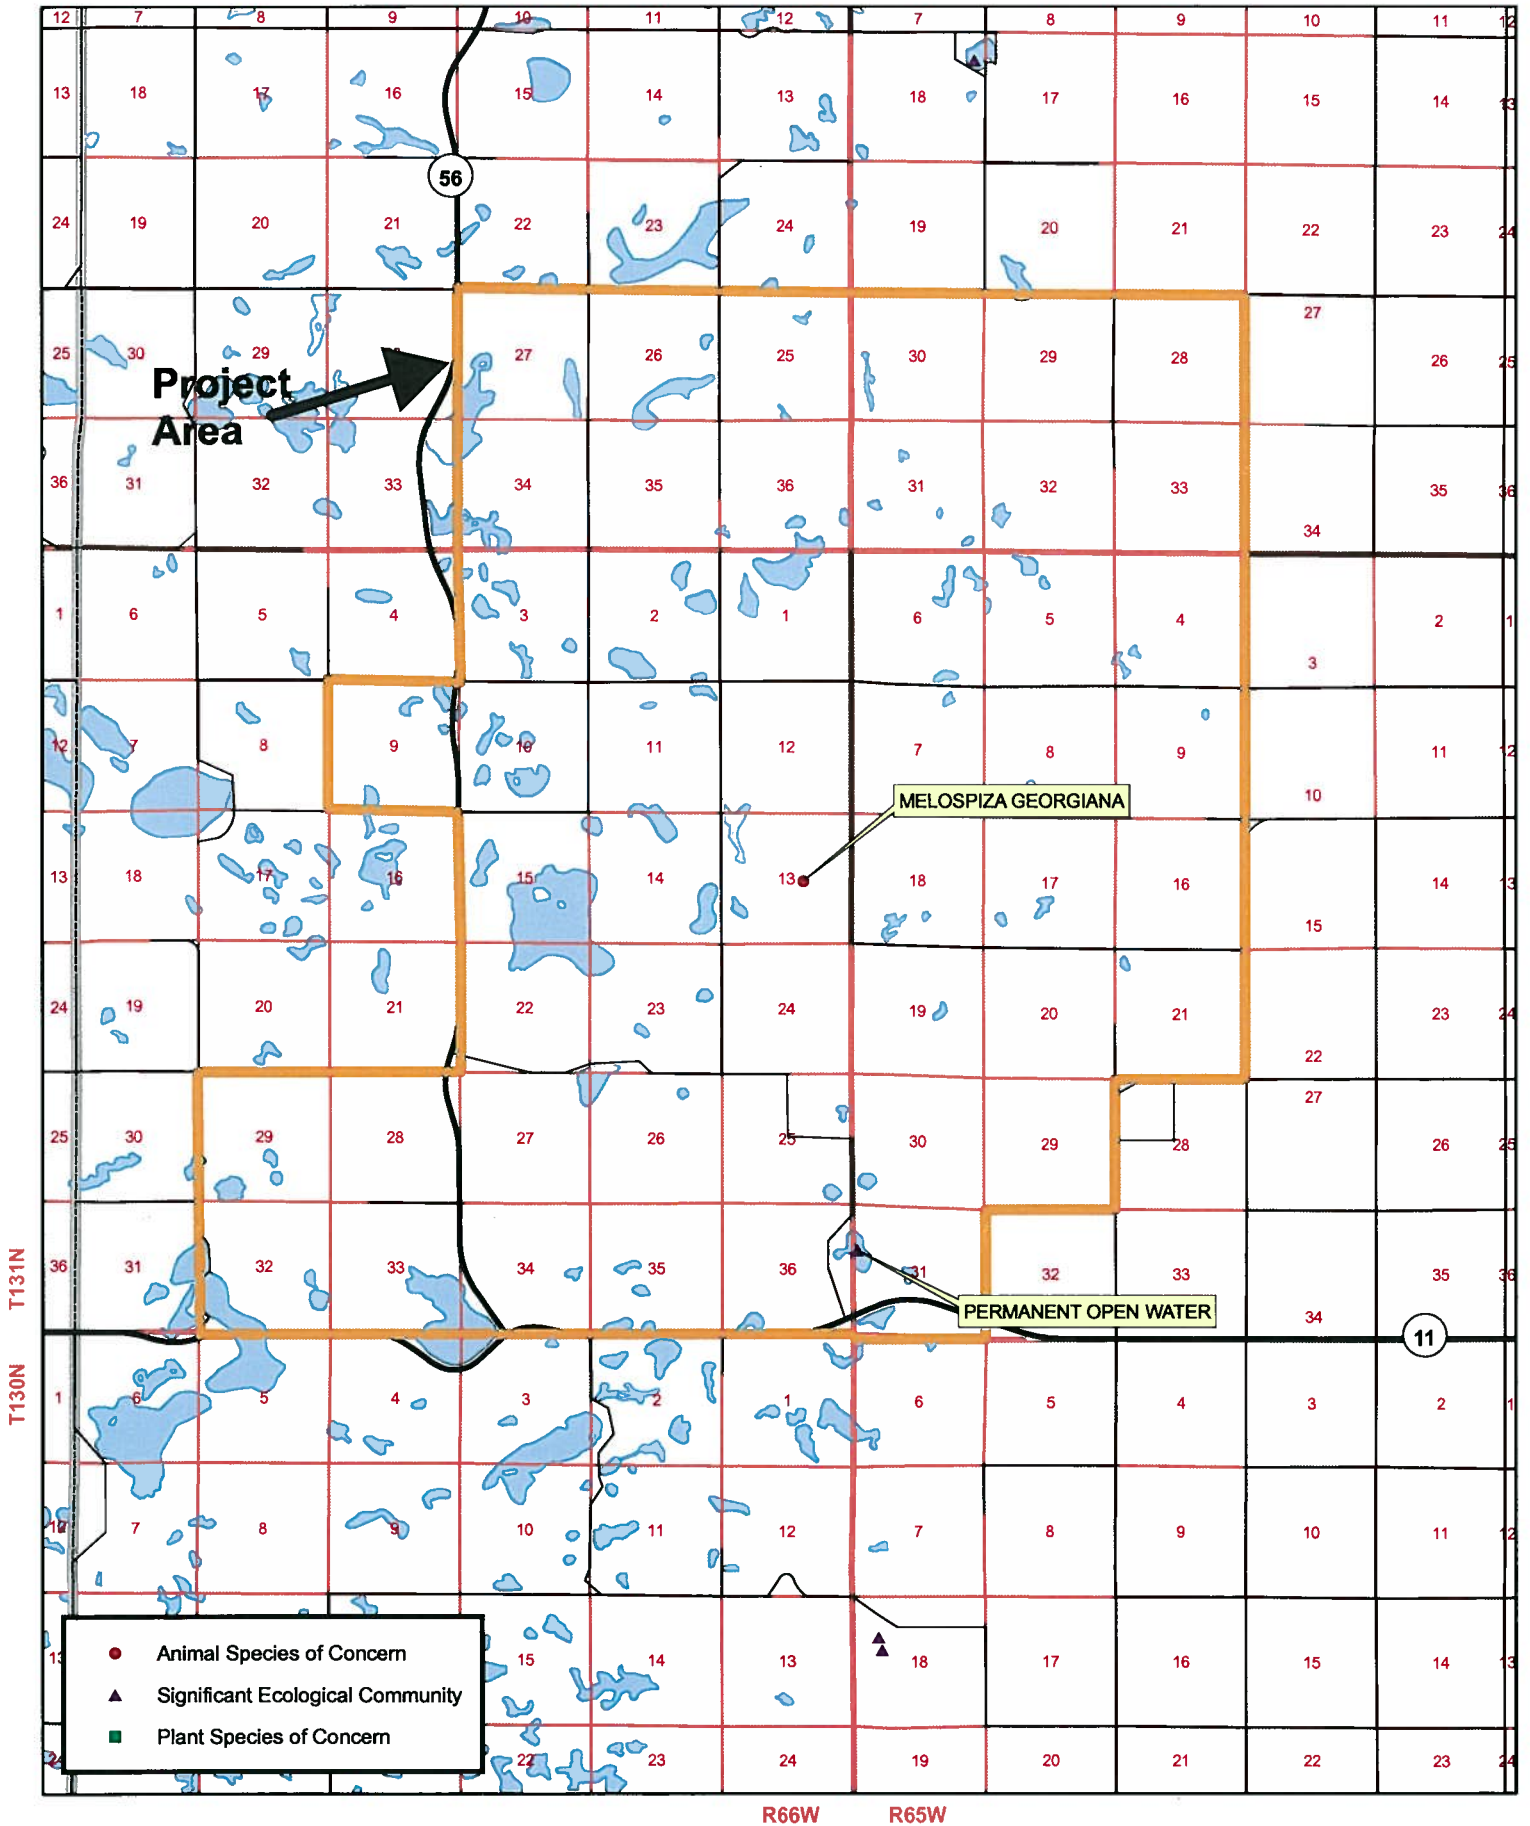 12 7 8 9 10 11 12 7 8 9 10 11 12
13 18 17 16 15 14 13 18 17 16 15 14 13
56
24 19 20 21 22 23 24 19 20 21 22 23 24
27
25 30 29 27 26 25 30 29 28 26 25
Project
Area
36 31 32 33 34 35 36 31 32 33 35 36
34
1 6 5 4 3 2 1 6 5 4 2 1
3
12 7 8 9 10 11 12 7 8 9 11 12
10
MELOSPIZA GEORGIANA
13 18 17 16 15 14 13 18 17 16 14 13
15
24 19 20 21 22 23 24 19 20 21 23 24
22
27
25 30 29 28 27 26 25 30 29 28 26 25
T131N
36 31 32 33 34 35 36 31 32 33 35 36
PERMANENT OPEN WATER
34
11
T130N
1 6 5 4 3 2 1 6 5 4 3 2 1
12 7 8 9 10 11 12 7 8 9 10 11 12
13 15 14 13 18 17 16 15 14 13
Animal Species of Concern
Significant Ecological Community
Plant Species of Concern
24 22 23 24 19 20 21 22 23 24
R66W R65W